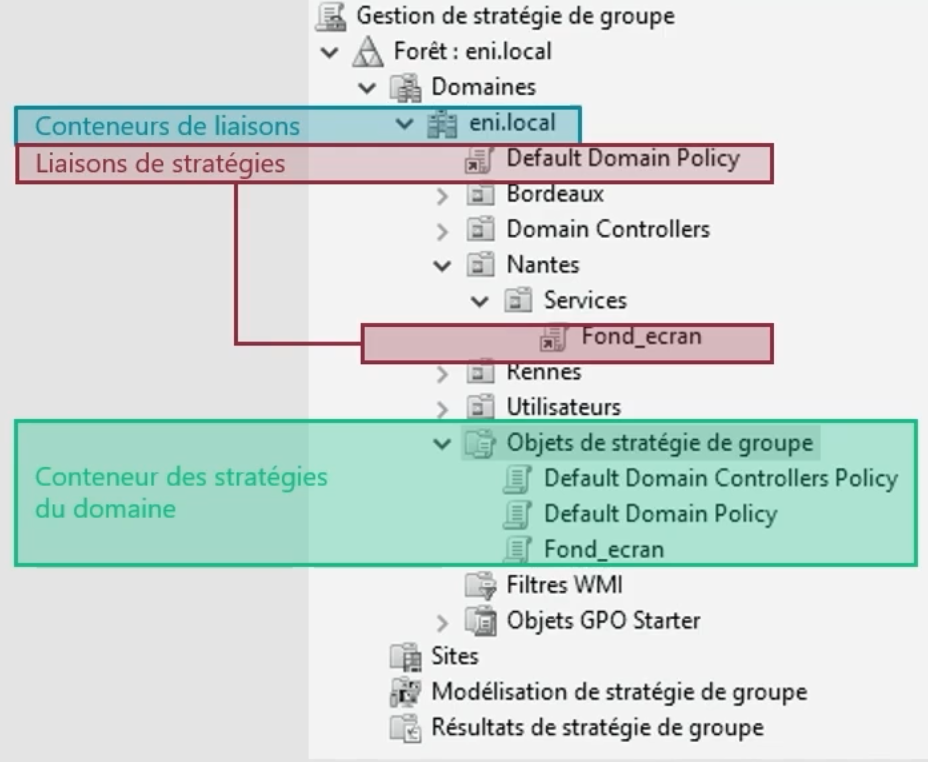 Gestion de stratégie de groupe
Forêt : eni.local
Domaines
Conteneurs de liaisons
eni.local
Liaisons de stratégies
Default Domain Policy
Bordeaux
Domain Controllers
Nantes
Services
Fond_ecran
Rennes
Utilisateurs
Conteneur des stratégies
du domaine
Objets de stratégie de groupe
Default Domain Controllers Policy
Default Domain Policy
Fond_ecran
Filtres WMI
Objets GPO Starter
Sites
Modélisation de stratégie de groupe
Résultats de stratégie de groupe